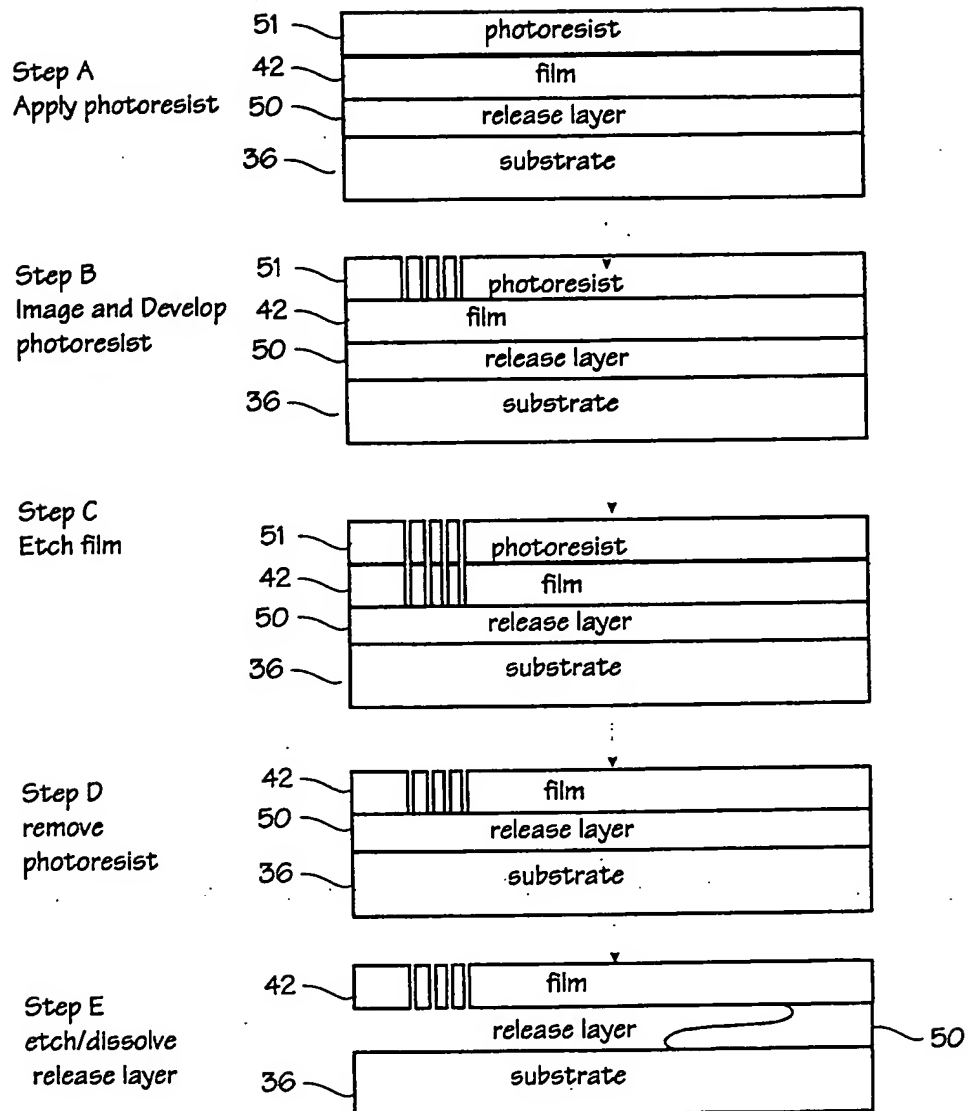 51 photoresist
Step A
42 film
Apply photoresist
50 release layer
36 substrate
Step B
51 photoresist
Image and Develop
42 film
photoresist
50 release layer
36 substrate
Step C
51 photoresist
Etch film
42 film
50 release layer
36 substrate
Step D
42 film
remove
50 release layer
photoresist
36 substrate
Step E
42 film
etch/dissolve
release layer 50
release layer
36 substrate